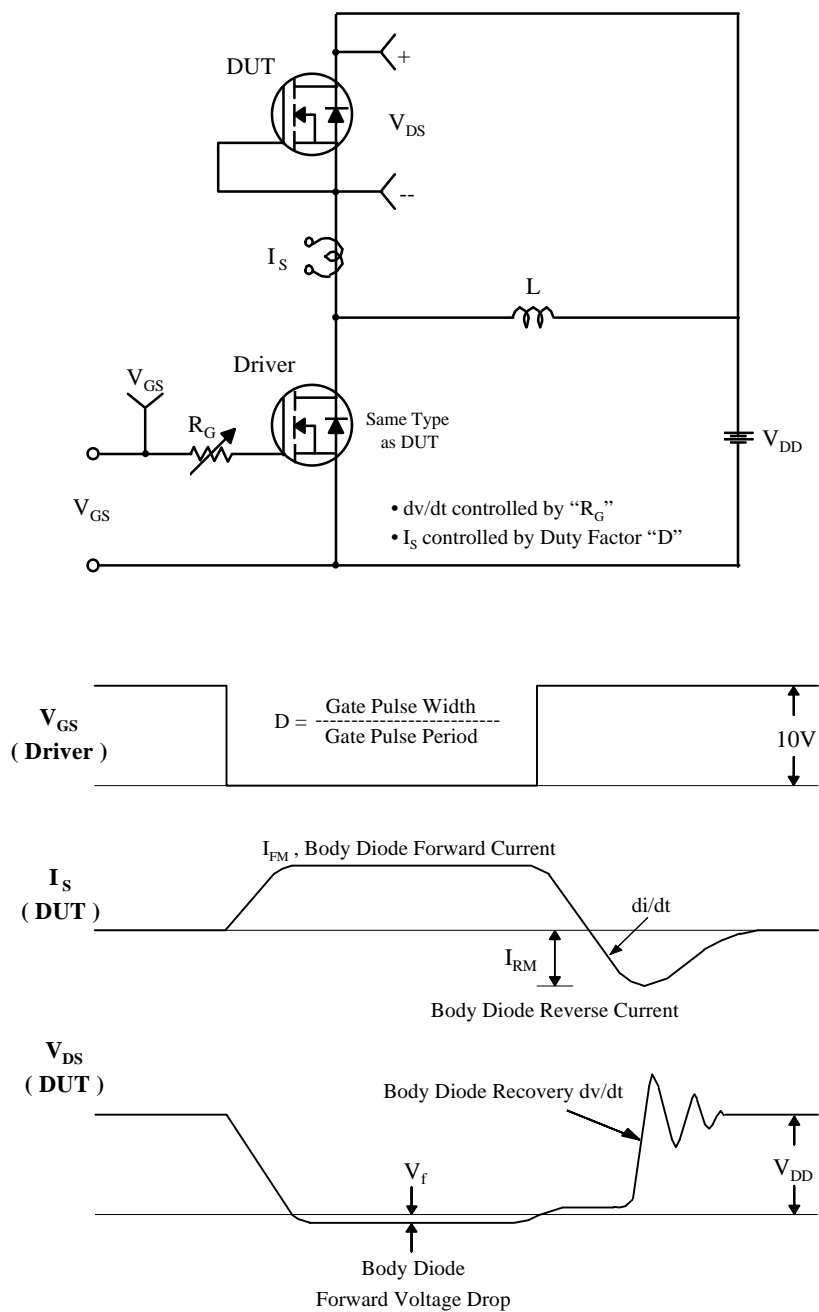 DUT
+
V_DS
--
I_S
L
Driver
V_GS
R_G
Same Type
as DUT
V_DD
V_GS
• dv/dt controlled by “R_G”
• I_S controlled by Duty Factor “D”
V_GS
( Driver )
D =
Gate Pulse Width
--------------------------
Gate Pulse Period
10V
I_FM , Body Diode Forward Current
I_S
( DUT )
di/dt
I_RM
Body Diode Reverse Current
V_DS
( DUT )
Body Diode Recovery dv/dt
V_f
V_DD
Body Diode
Forward Voltage Drop